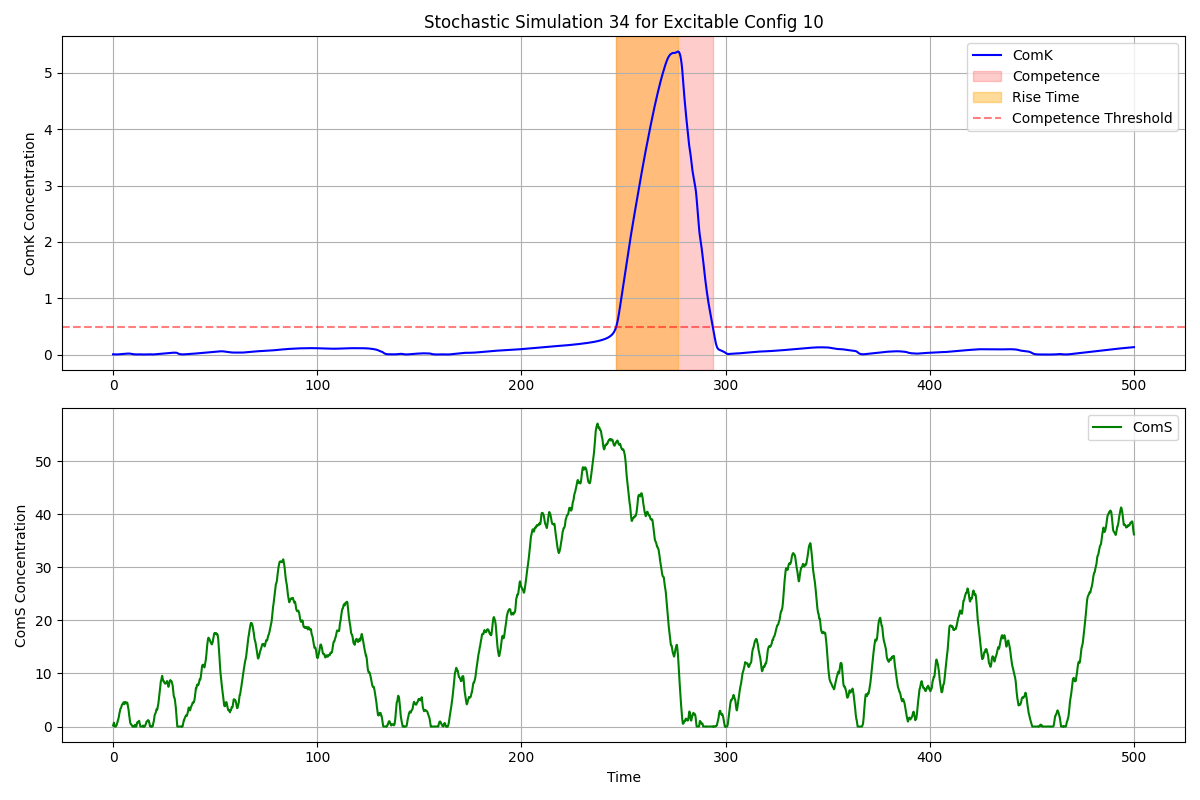 Stochastic Simulation 34 for Excitable Config 10
ComK Concentration
5
4
3
2
1
0
ComK
Competence
Rise Time
Competence Threshold
0 100 200 300 400 500
ComS Concentration
50
40
30
20
10
0
ComS
0 100 200 300 400 500
Time